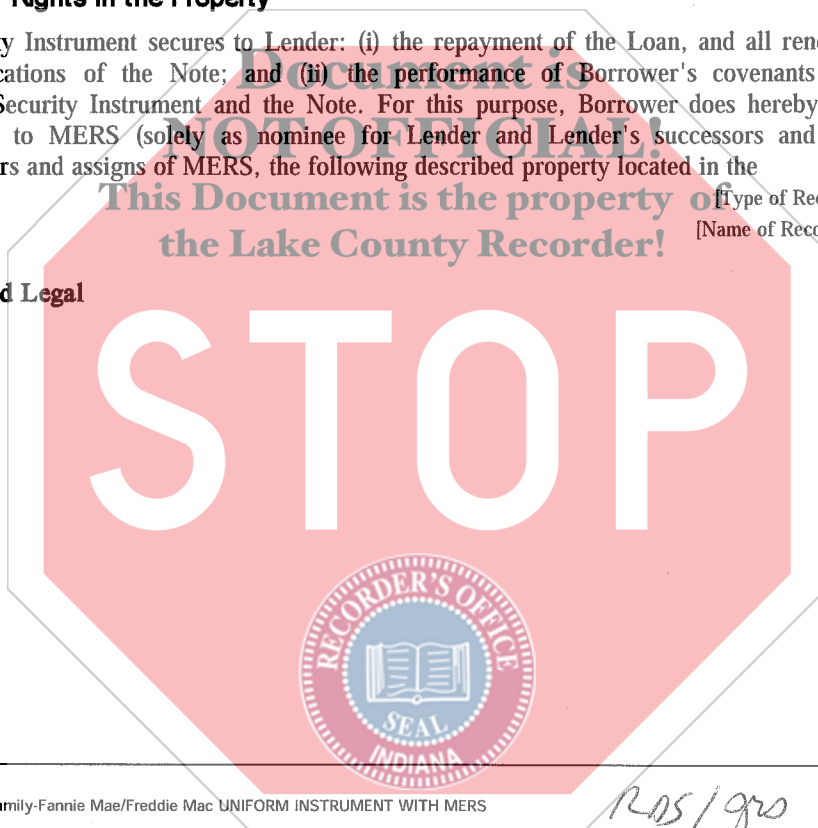 Rights in the Property
y Instrument secures to Lender: (i) the repayment of the Loan, and all ren
cations of the Note; and (ii) the performance of Borrower's covenants
Security Instrument and the Note. For this purpose, Borrower does hereby
to MERS (solely as nominee for Lender and Lender's successors and
rs and assigns of MERS, the following described property located in the
[Type of Rec
[Name of Reco
d Legal
Document is
NOT OFFICIAL!
This Document is the property of
the Lake County Recorder!
STOP
RECORDER'S OFFICE
SEAL
INDIANA
amily-Fannie Mae/Freddie Mac UNIFORM INSTRUMENT WITH MERS